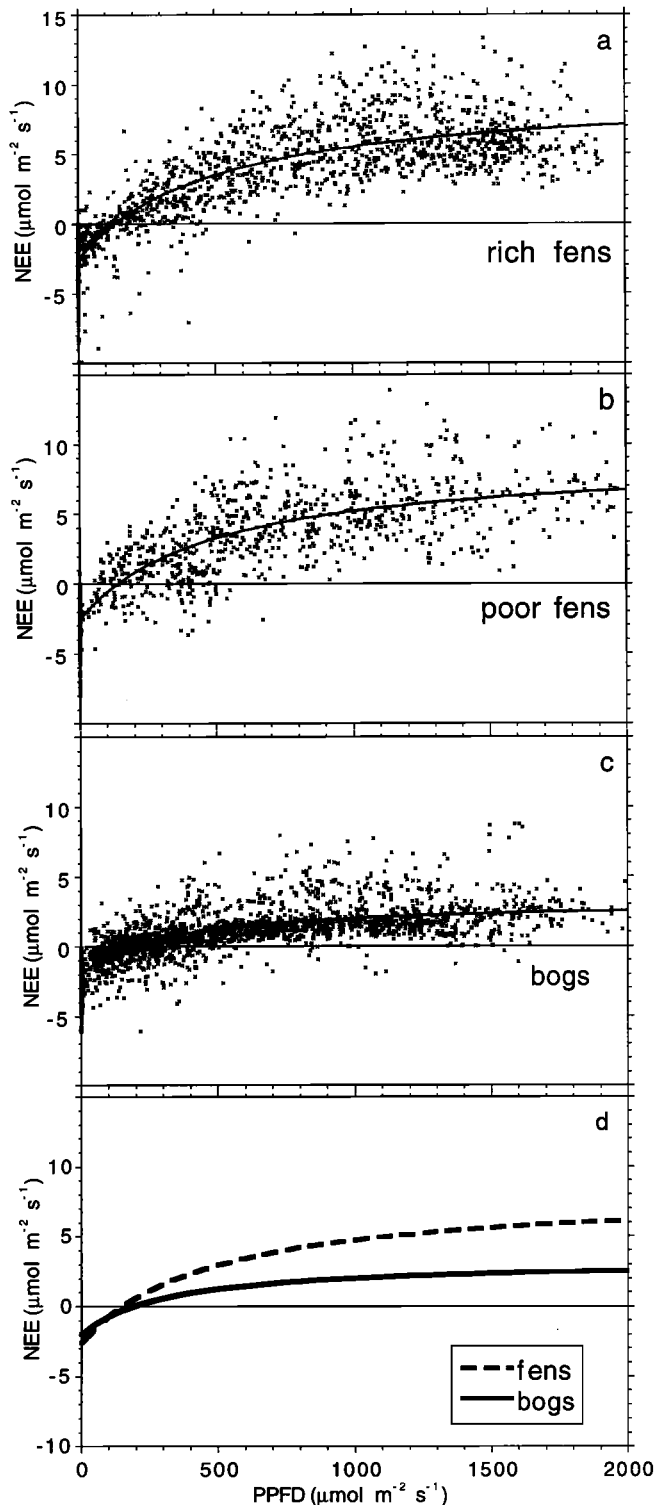 15
10
5
0
-5
NEE (μmol m⁻² s⁻¹)
a
rich fens
10
5
0
-5
NEE (μmol m⁻² s⁻¹)
b
poor fens
10
5
0
-5
NEE (μmol m⁻² s⁻¹)
c
bogs
10
5
0
-5
-10
NEE (μmol m⁻² s⁻¹)
d
fens
bogs
0 500 1000 1500 2000
PPFD (μmol m⁻² s⁻¹)